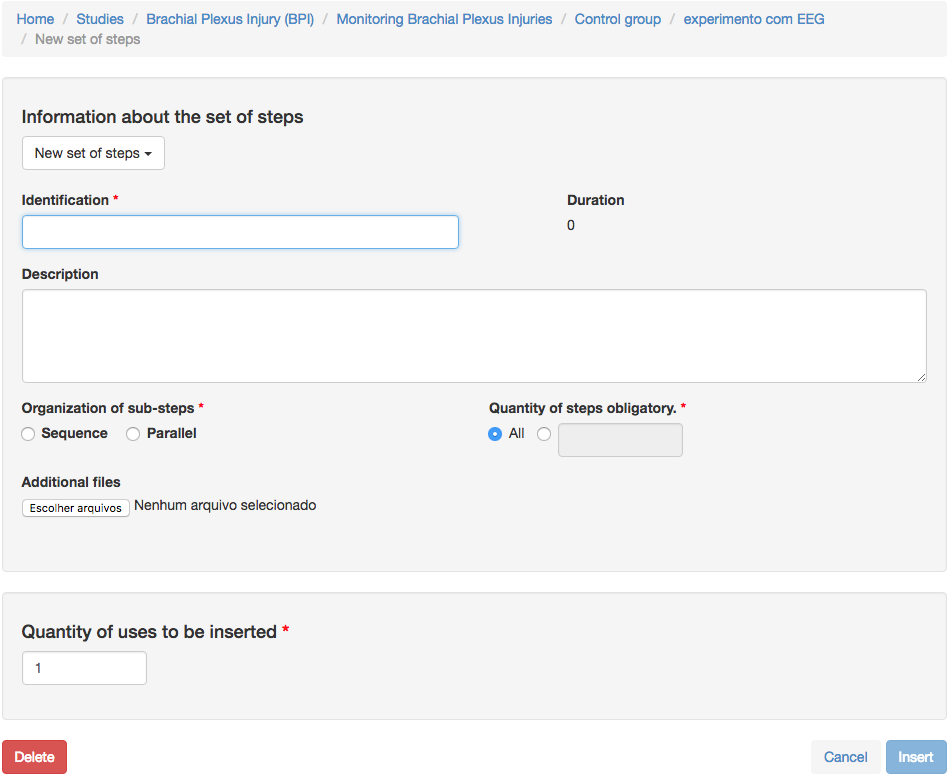 Home / Studies / Brachial Plexus Injury (BPI) / Monitoring Brachial Plexus Injuries / Control group / experimento com EEG
/ New set of steps
Information about the set of steps
New set of steps
Identification *
Duration
0
Description
Organization of sub-steps *
Quantity of steps obligatory. *
Sequence Parallel
All
Additional files
Escolher arquivos Nenhum arquivo selecionado
Quantity of uses to be inserted *
1
Delete
Cancel
Insert